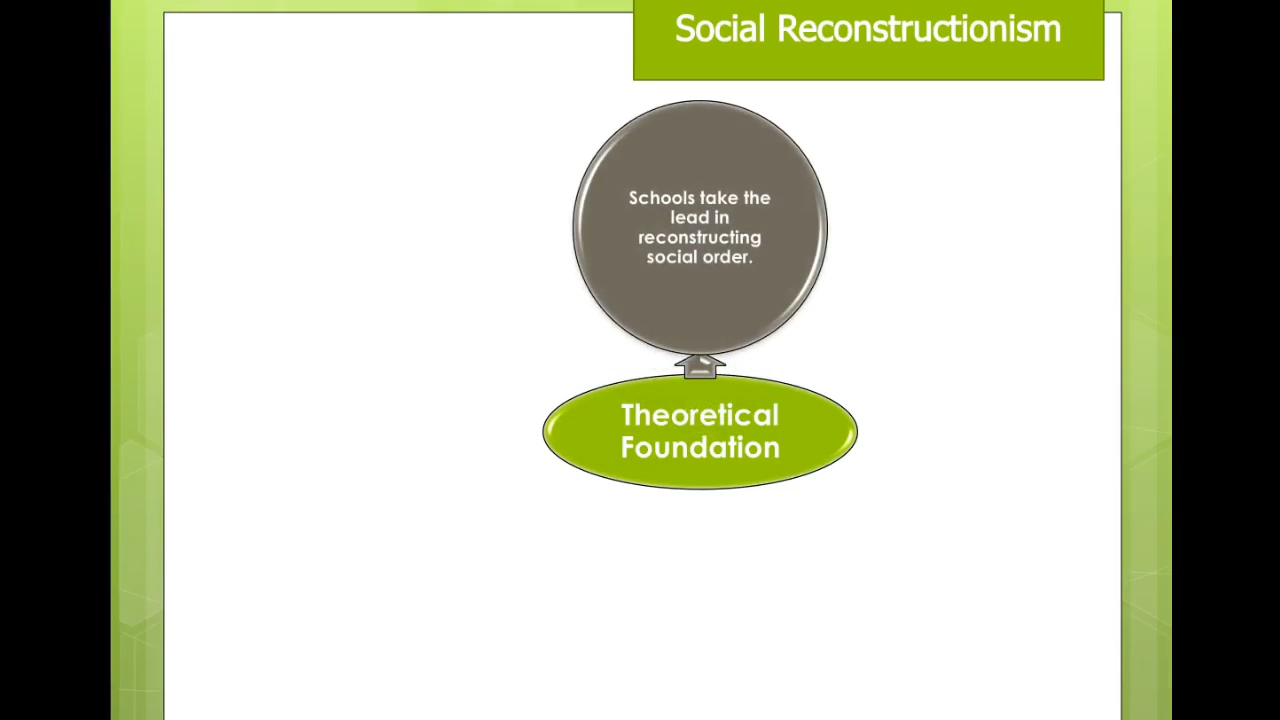 Social Reconstructionism
Schools take the
lead in
reconstructing
social order.
Theoretical
Foundation